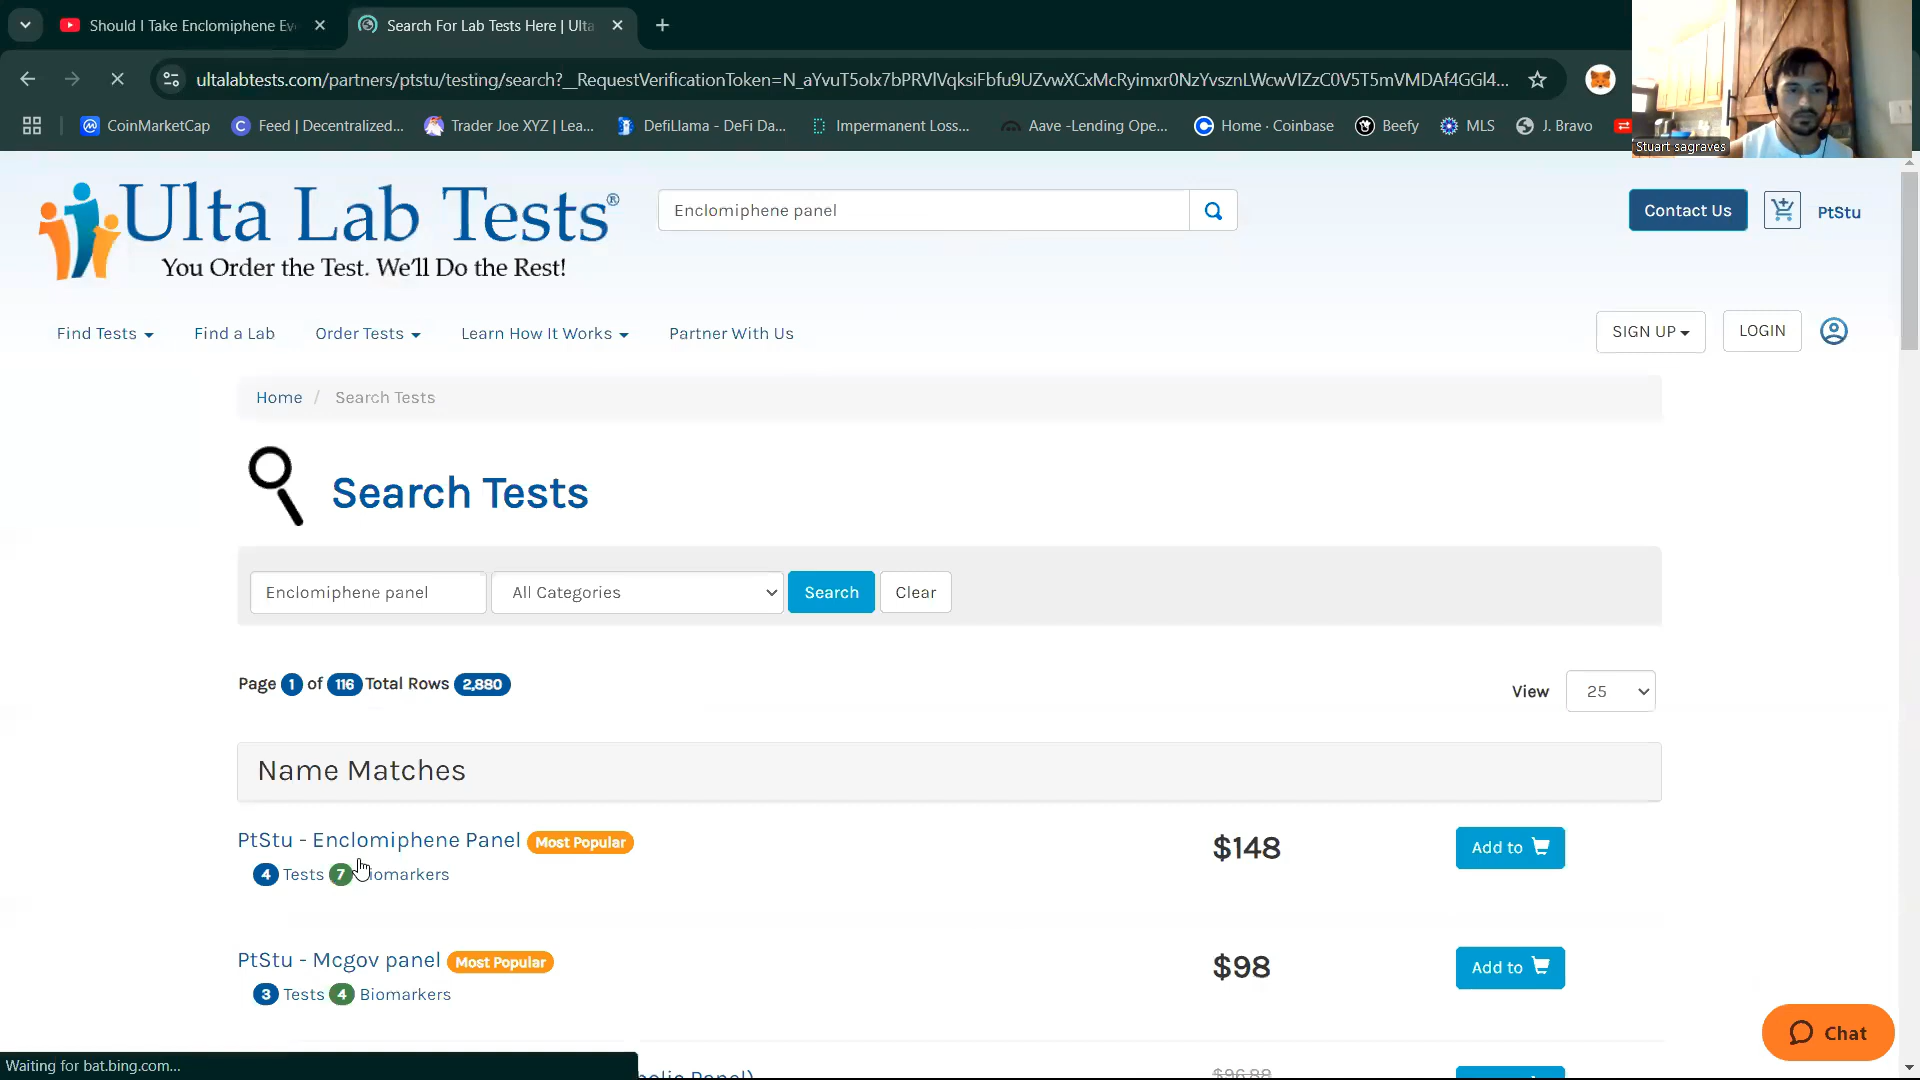 Should I Take Enclomiphene Ev
Search For Lab Tests Here | Ulta
ultalabtests.com/partners/ptstu/testing/search?__RequestVerificationToken=N_aYvuT5oIx7bPRVlVqksiFbfu9UZvwXCxMcRyimxr0NzYvsznLWcwVIZzC0V5T5mVMDAf4GGl4...
CoinMarketCap
Feed | Decentralized...
Trader Joe XYZ | Lea...
DefiLlama - DeFi Da...
Impermanent Loss...
Aave -Lending Ope...
Home · Coinbase
Beefy
MLS
J. Bravo
Stuart sagraves
Ulta Lab Tests®
You Order the Test. We'll Do the Rest!
Enclomiphene panel
Contact Us
PtStu
Find Tests
Find a Lab
Order Tests
Learn How It Works
Partner With Us
SIGN UP
LOGIN
Home / Search Tests
Search Tests
Enclomiphene panel
All Categories
Search
Clear
Page 1 of 116 Total Rows 2,880
View 25
Name Matches
PtStu - Enclomiphene Panel Most Popular
$148
Add to
4 Tests 7 Biomarkers
PtStu - Mcgov panel Most Popular
$98
Add to
3 Tests 4 Biomarkers
Chat
Waiting for bat.bing.com...
$96.88